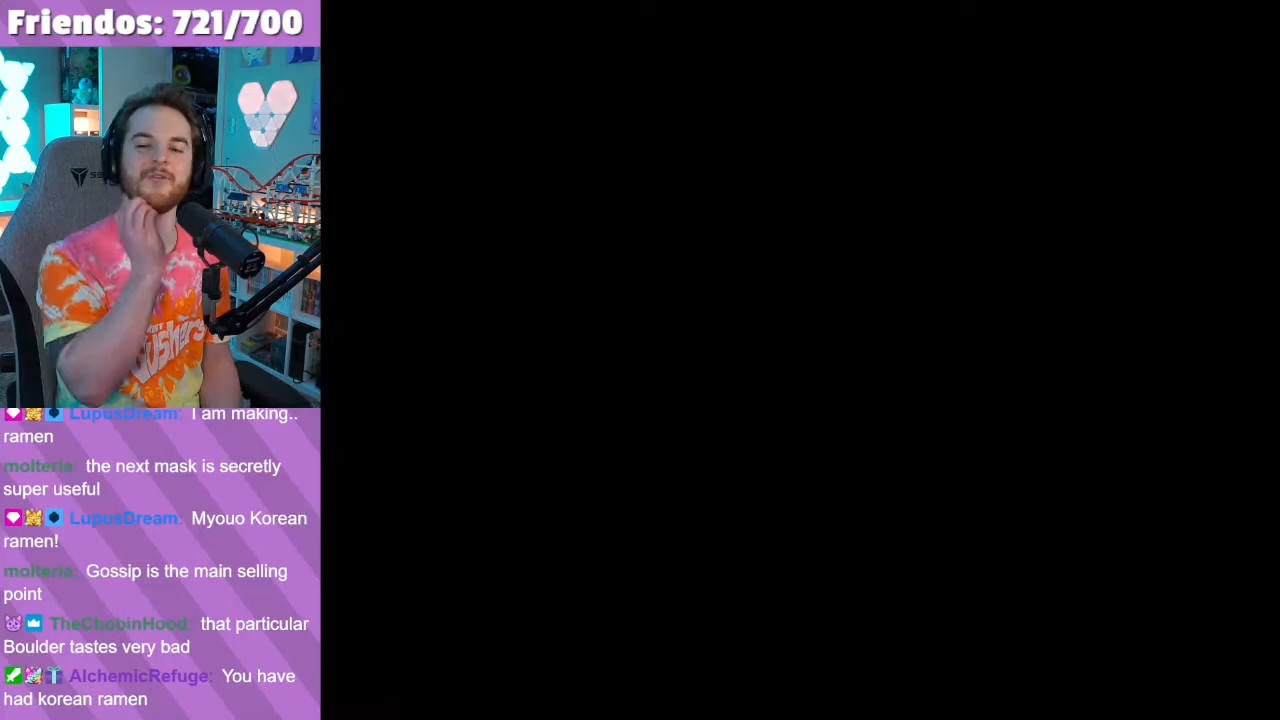 Friendos: 721/700
LupusDream: I am making..
ramen
molteria: the next mask is secretly
super useful
LupusDream: Myouo Korean
ramen!
molteria: Gossip is the main selling
point
TheChobinHood: that particular
Boulder tastes very bad
AlchemicRefuge: You have
had korean ramen